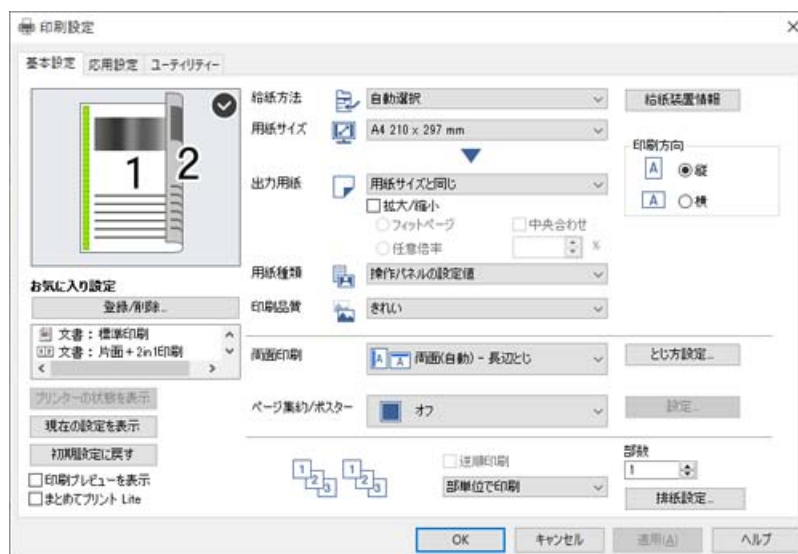 印刷設定
基本設定 応用設定 ユーティリティー
1 2
給紙方法 自動選択 給紙装置情報
用紙サイズ A4 210 x 297 mm
印刷方向
A 縦
A 横
出力用紙 用紙サイズと同じ
拡大/縮小
フィットページ 中央合わせ
任意倍率 %
用紙種類 操作パネルの設定値
印刷品質 きれい
お気に入り設定
登録/削除...
文書：標準印刷
文書：片面+2in1印刷
両面印刷 A A 両面(自動) - 長辺とじ とじ方設定...
プリンターの状態を表示
ページ集約/ポスター オフ 設定...
現在の設定を表示
初期設定に戻す
印刷プレビューを表示
まとめてプリント Lite
1 2 3 1 2 3
逆順印刷
部単位で印刷
部数
1
排紙設定...
OK キャンセル 適用(A) ヘルプ